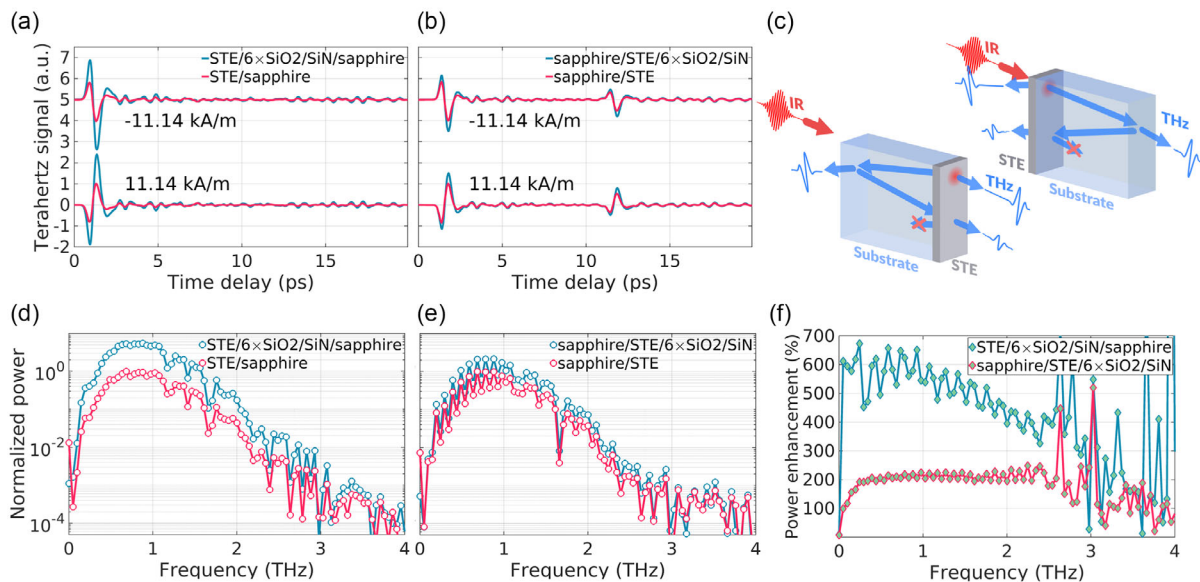 (a)
STE/6×SiO2/SiN/sapphire
STE/sapphire
-11.14 kA/m
11.14 kA/m
Terahertz signal (a.u.)
7
6
5
4
3
2
1
0
-1
-2
0
5
10
15
Time delay (ps)
(b)
sapphire/STE/6×SiO2/SiN
sapphire/STE
-11.14 kA/m
11.14 kA/m
0
5
10
15
Time delay (ps)
(c)
IR
THz
STE
Substrate
IR
THz
Substrate
STE
(d)
STE/6×SiO2/SiN/sapphire
STE/sapphire
Normalized power
10^0
10^-2
10^-4
0
1
2
3
4
Frequency (THz)
(e)
sapphire/STE/6×SiO2/SiN
sapphire/STE
0
1
2
3
4
Frequency (THz)
(f)
STE/6×SiO2/SiN/sapphire
sapphire/STE/6×SiO2/SiN
Power enhancement (%)
700
600
500
400
300
200
100
0
1
2
3
4
Frequency (THz)